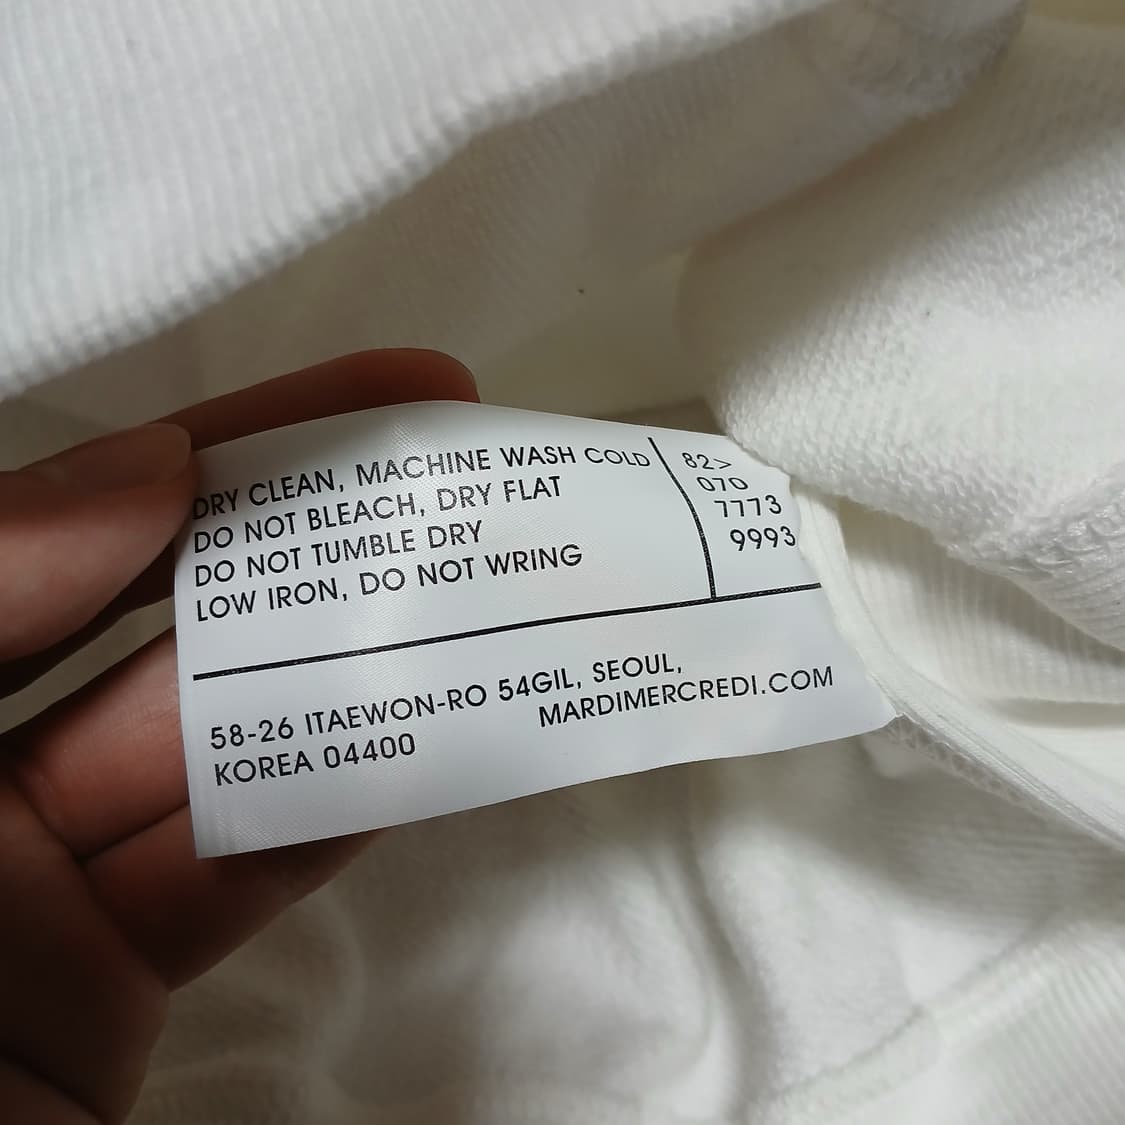 DRY CLEAN, MACHINE WASH COLD
DO NOT BLEACH, DRY FLAT
DO NOT TUMBLE DRY
LOW IRON, DO NOT WRING
82>
070
7773
9993
58-26 ITAEWON-RO 54GIL, SEOUL,
KOREA 04400
MARDIMERCREDI.COM